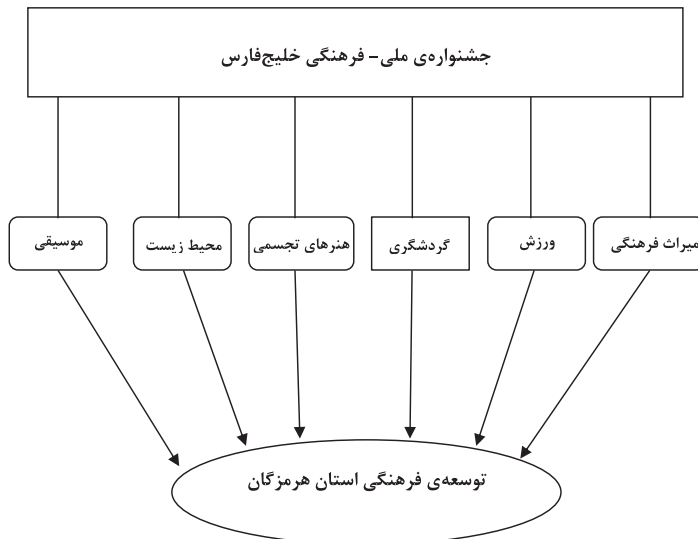 جشنواره‌ی ملی- فرهنگی خلیج‌فارس
میراث فرهنگی
ورزش
گردشگری
هنرهای تجسمی
محیط زیست
موسیقی
توسعه‌ی فرهنگی استان هرمزگان